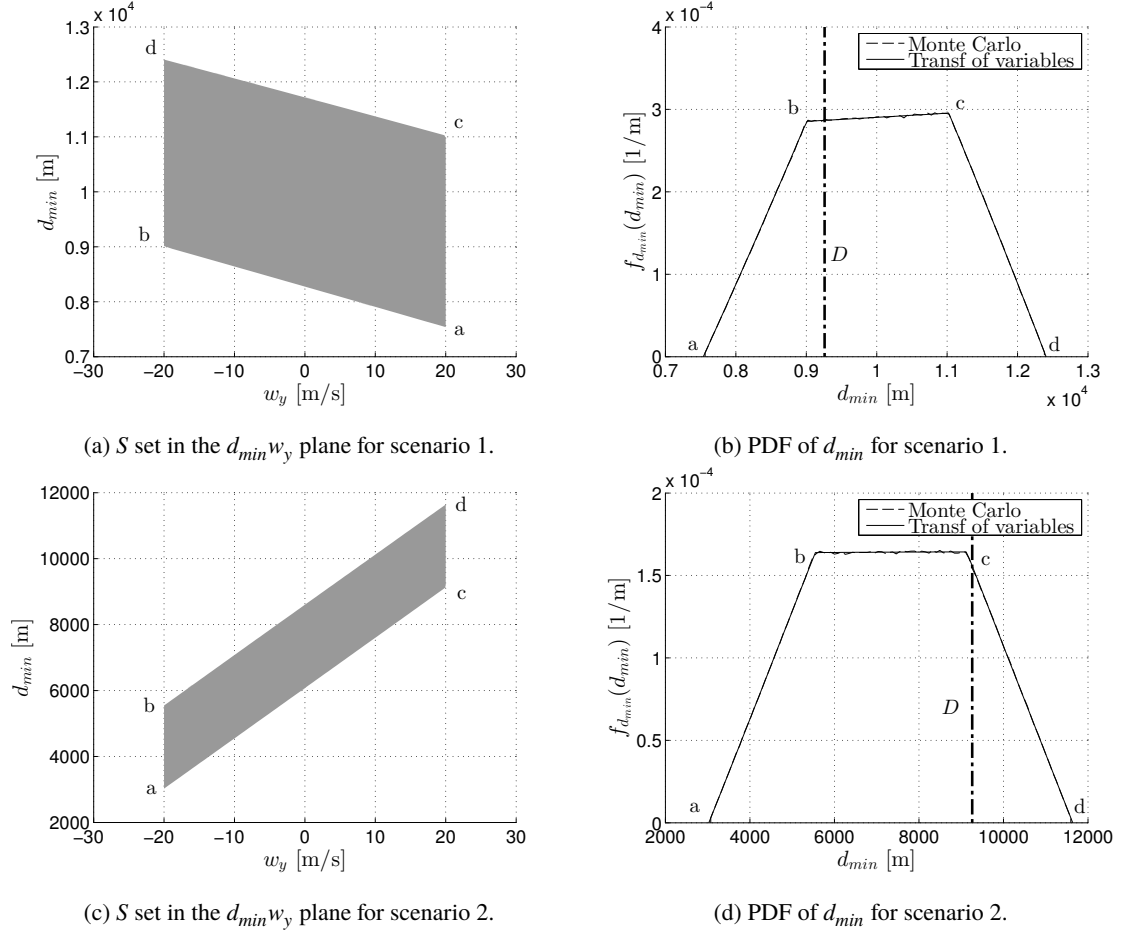 x 10⁴
1.3
1.2
1.1
1
0.9
0.8
0.7
−30
−20
−10
0
10
20
30
d_min [m]
w_y [m/s]
d
c
b
a
(a) S set in the d_min w_y plane for scenario 1.
x 10⁻⁴
4
3
2
1
0
0.7
0.8
0.9
1
1.1
1.2
1.3
x 10⁴
f_{d_min}(d_min) [1/m]
d_min [m]
Monte Carlo
Transf of variables
b
c
D
a
d
(b) PDF of d_min for scenario 1.
12000
10000
8000
6000
4000
2000
−30
−20
−10
0
10
20
30
d_min [m]
w_y [m/s]
d
c
b
a
(c) S set in the d_min w_y plane for scenario 2.
x 10⁻⁴
2
1.5
1
0.5
0
2000
4000
6000
8000
10000
12000
f_{d_min}(d_min) [1/m]
d_min [m]
Monte Carlo
Transf of variables
b
c
D
a
d
(d) PDF of d_min for scenario 2.